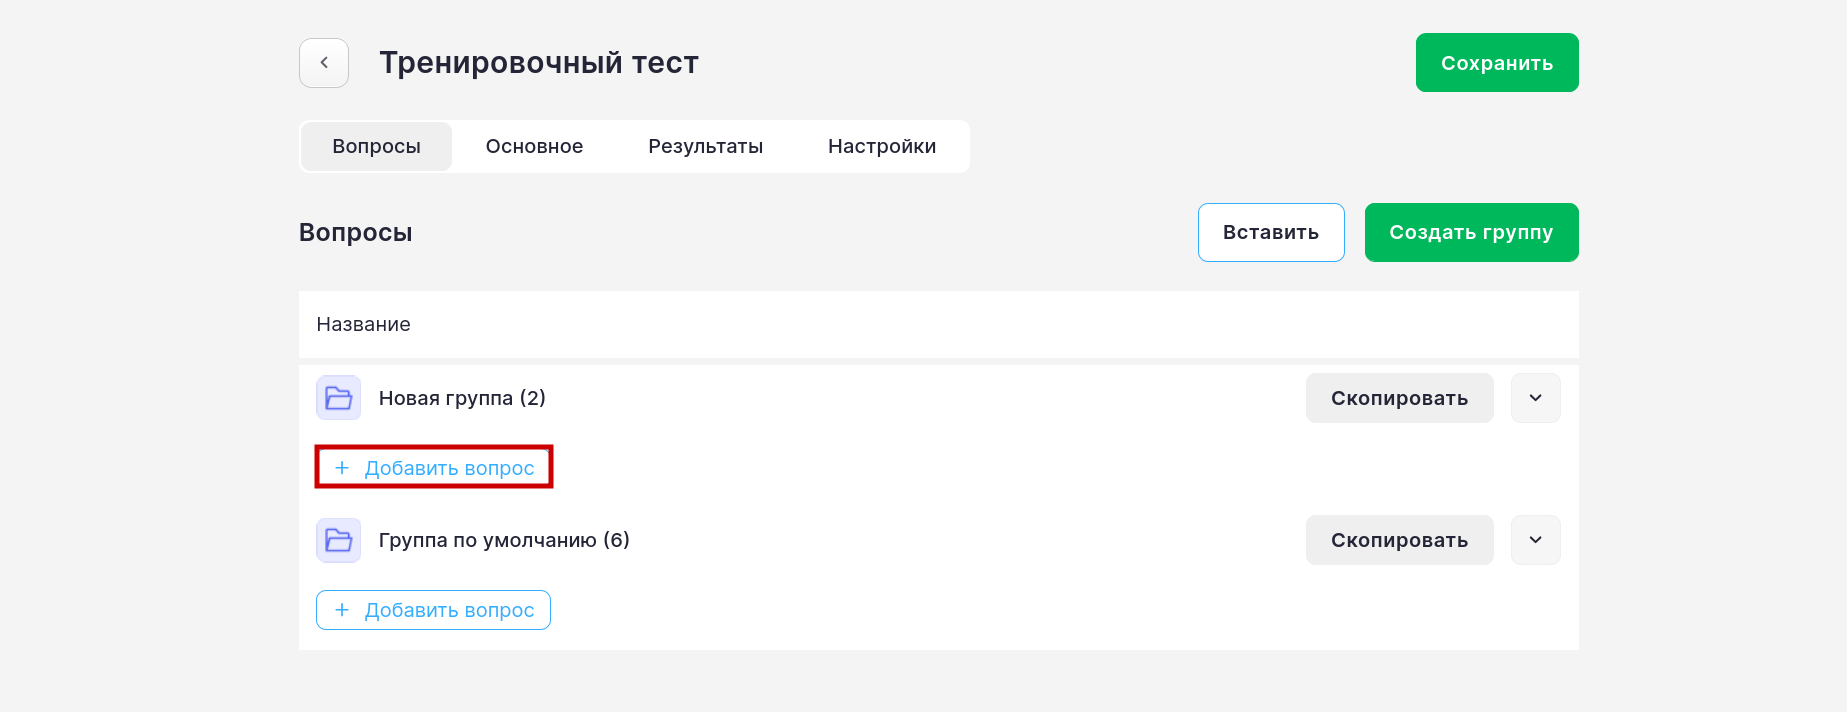 Тренировочный тест
Сохранить
Вопросы Основное Результаты Настройки
Вопросы
Вставить
Создать группу
Название
Новая группа (2)
Скопировать
+ Добавить вопрос
Группа по умолчанию (6)
Скопировать
+ Добавить вопрос